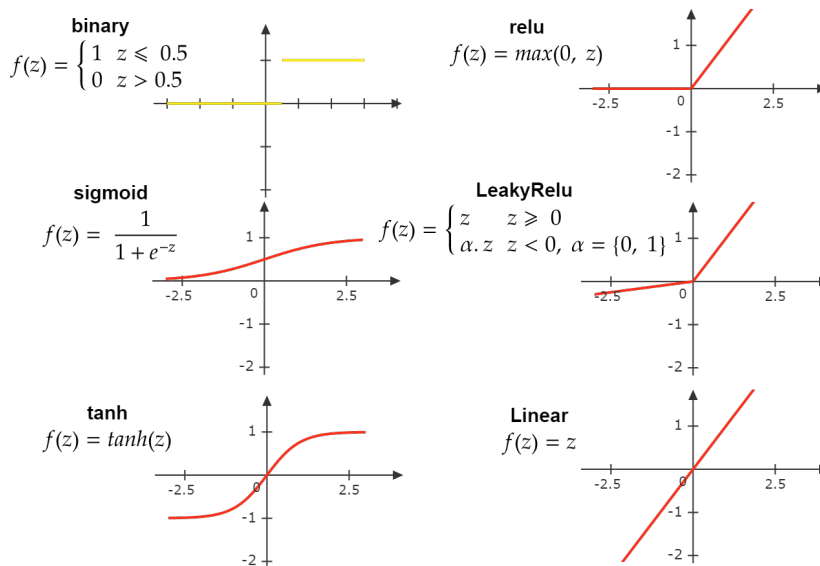 binary
f(z) = { 1 z ⩽ 0.5
0 z > 0.5
relu
f(z) = max(0, z)
1
-2.5
0
2.5
-1
-2
sigmoid
f(z) = 1 / 1 + e^{-z}
1
-2.5
0
2.5
-1
-2
LeakyRelu
f(z) = { z z ⩾ 0
α. z z < 0, α = {0, 1}
1
-2.5
0
2.5
-1
-2
tanh
f(z) = tanh(z)
1
-2.5
0
2.5
-1
-2
Linear
f(z) = z
1
-2.5
0
2.5
-1
-2